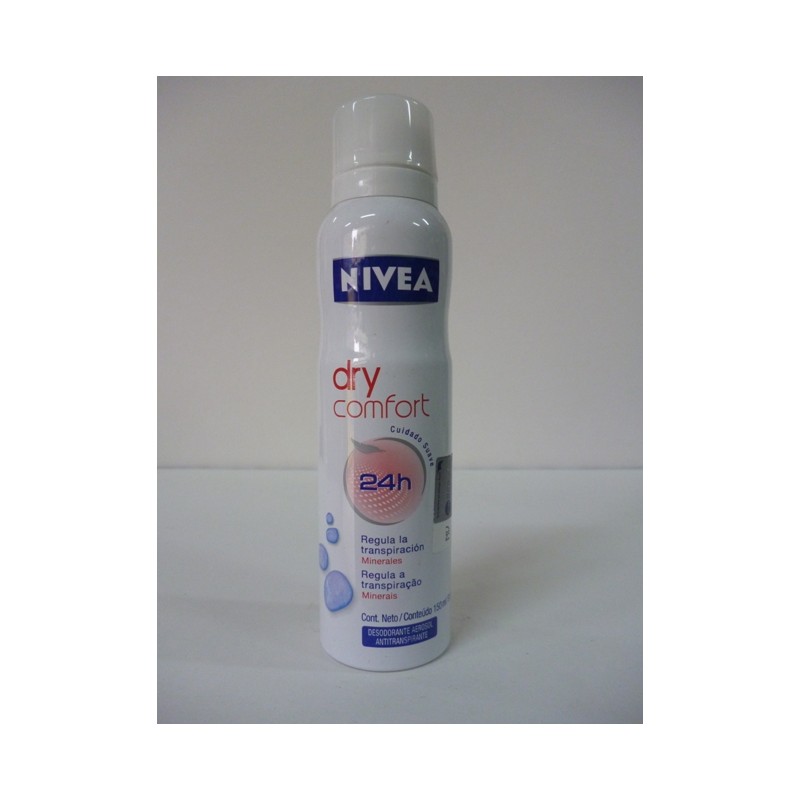 NIVEA
dry
comfort
Cuidado Suave
24h
Regula la
transpiración
Minerales
Regula a
transpiração
Minerais
Cont. Neto / Conteúdo 150 ml
DESODORANTE AEROSOL
ANTITRANSPIRANTE